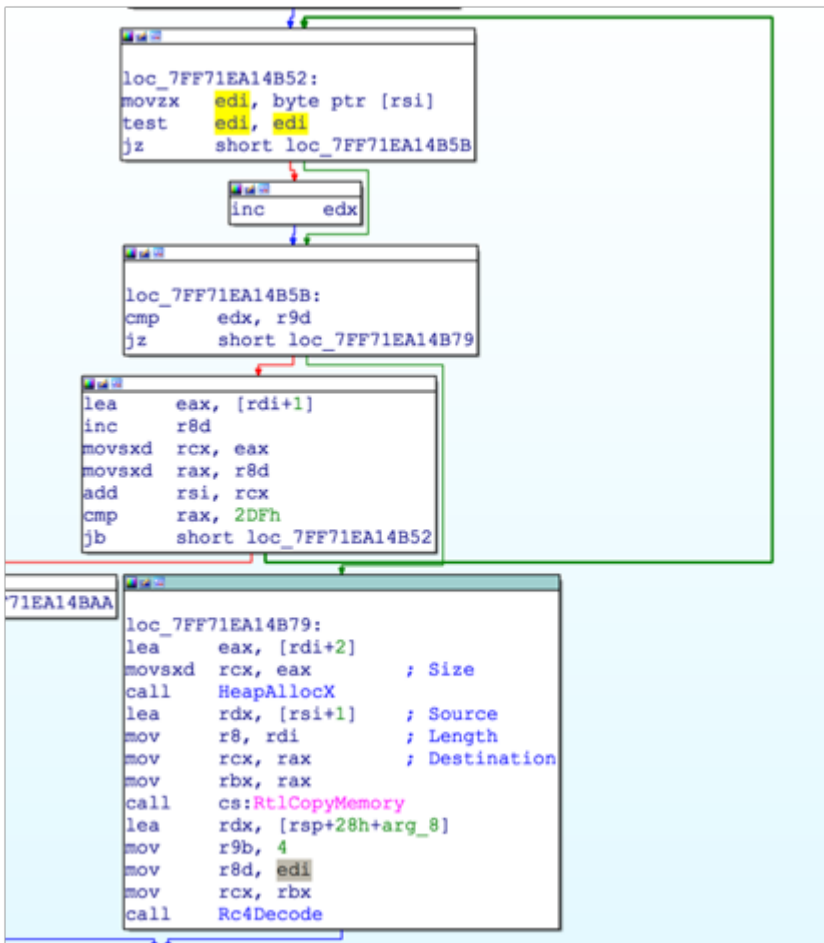 loc_7FF71EA14B52:
movzx edi, byte ptr [rsi]
test edi, edi
jz short loc_7FF71EA14B5B
inc edx
loc_7FF71EA14B5B:
cmp edx, r9d
jz short loc_7FF71EA14B79
lea eax, [rdi+1]
inc r8d
movsxd rcx, eax
movsxd rax, r8d
add rsi, rcx
cmp rax, 2DFh
jb short loc_7FF71EA14B52
71EA14BAA
loc_7FF71EA14B79:
lea eax, [rdi+2]
movsxd rcx, eax ; Size
call HeapAllocX
lea rdx, [rsi+1] ; Source
mov r8, rdi ; Length
mov rcx, rax ; Destination
mov rbx, rax
call cs:RtlCopyMemory
lea rdx, [rsp+28h+arg_8]
mov r9b, 4
mov r8d, edi
mov rcx, rbx
call Rc4Decode